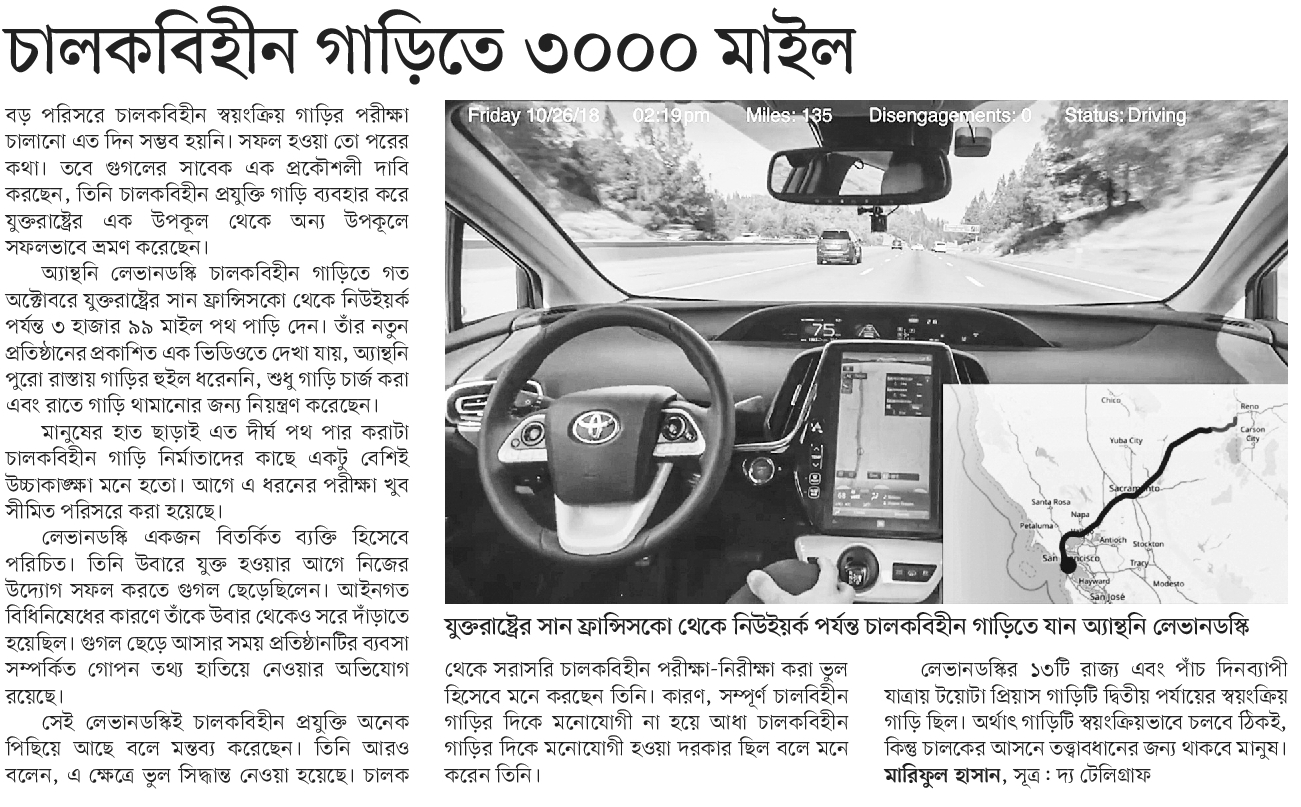 চালকবিহীন গাড়িতে ৩০০০ মাইল
বড় পরিসরে চালকবিহীন স্বয়ংক্রিয় গাড়ির পরীক্ষা
চালানো এত দিন সম্ভব হয়নি। সফল হওয়া তো পরের
কথা। তবে গুগলের সাবেক এক প্রকৌশলী দাবি
করছেন, তিনি চালকবিহীন প্রযুক্তি গাড়ি ব্যবহার করে
যুক্তরাষ্ট্রের এক উপকূল থেকে অন্য উপকূলে
সফলভাবে ভ্রমণ করেছেন।
অ্যান্থনি লেভানডস্কি চালকবিহীন গাড়িতে গত
অক্টোবরে যুক্তরাষ্ট্রের সান ফ্রান্সিসকো থেকে নিউইয়র্ক
পর্যন্ত ৩ হাজার ৯৯ মাইল পথ পাড়ি দেন। তাঁর নতুন
প্রতিষ্ঠানের প্রকাশিত এক ভিডিওতে দেখা যায়, অ্যান্থনি
পুরো রাস্তায় গাড়ির হুইল ধরেননি, শুধু গাড়ি চার্জ করা
এবং রাতে গাড়ি থামানোর জন্য নিয়ন্ত্রণ করেছেন।
মানুষের হাত ছাড়াই এত দীর্ঘ পথ পার করাটা
চালকবিহীন গাড়ি নির্মাতাদের কাছে একটু বেশিই
উচ্চাকাঙ্ক্ষা মনে হতো। আগে এ ধরনের পরীক্ষা খুব
সীমিত পরিসরে করা হয়েছে।
লেভানডস্কি একজন বিতর্কিত ব্যক্তি হিসেবে
পরিচিত। তিনি উবারে যুক্ত হওয়ার আগে নিজের
উদ্যোগ সফল করতে গুগল ছেড়েছিলেন। আইনগত
বিধিনিষেধের কারণে তাঁকে উবার থেকেও সরে দাঁড়াতে
হয়েছিল। গুগল ছেড়ে আসার সময় প্রতিষ্ঠানটির ব্যবসা
সম্পর্কিত গোপন তথ্য হাতিয়ে নেওয়ার অভিযোগ
রয়েছে।
সেই লেভানডস্কিই চালকবিহীন প্রযুক্তি অনেক
পিছিয়ে আছে বলে মন্তব্য করেছেন। তিনি আরও
বলেন, এ ক্ষেত্রে ভুল সিদ্ধান্ত নেওয়া হয়েছে। চালক
Friday 10/26/18 02:19pm Miles: 135 Disengagements: 0 Status: Driving
75
Chico
Reno
Carson
City
Yuba City
Sacramento
Santa Rosa
Napa
Petaluma
Antioch
Stockton
San Francisco
Tracy
Hayward
Modesto
San José
যুক্তরাষ্ট্রের সান ফ্রান্সিসকো থেকে নিউইয়র্ক পর্যন্ত চালকবিহীন গাড়িতে যান অ্যান্থনি লেভানডস্কি
থেকে সরাসরি চালকবিহীন পরীক্ষা-নিরীক্ষা করা ভুল
হিসেবে মনে করছেন তিনি। কারণ, সম্পূর্ণ চালবিহীন
গাড়ির দিকে মনোযোগী না হয়ে আধা চালকবিহীন
গাড়ির দিকে মনোযোগী হওয়া দরকার ছিল বলে মনে
করেন তিনি।
লেভানডস্কির ১৩টি রাজ্য এবং পাঁচ দিনব্যাপী
যাত্রায় টয়োটা প্রিয়াস গাড়িটি দ্বিতীয় পর্যায়ের স্বয়ংক্রিয়
গাড়ি ছিল। অর্থাৎ গাড়িটি স্বয়ংক্রিয়ভাবে চলবে ঠিকই,
কিন্তু চালকের আসনে তত্ত্বাবধানের জন্য থাকবে মানুষ।
মারিফুল হাসান, সূত্র : দ্য টেলিগ্রাফ